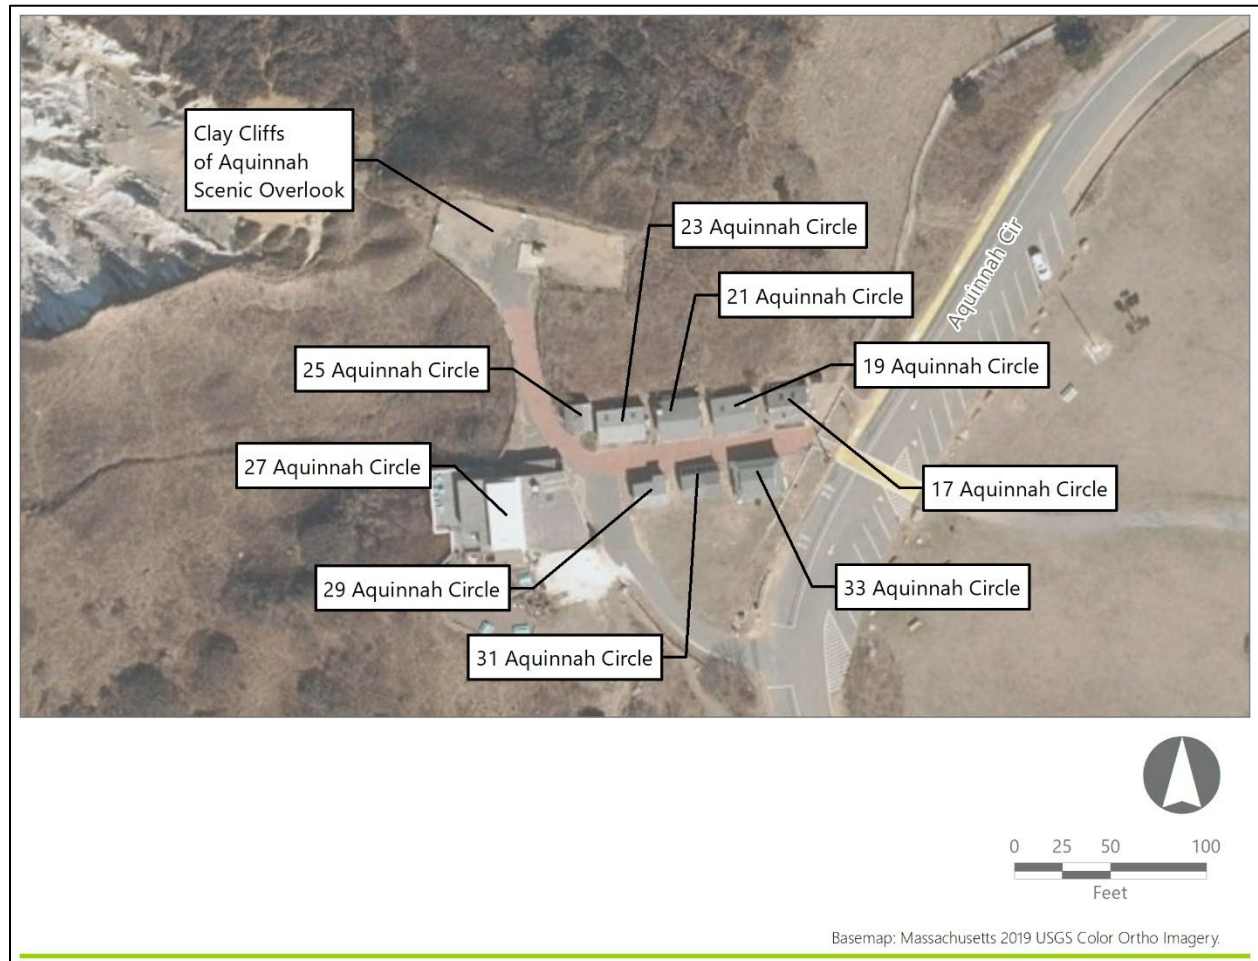 Clay Cliffs
of Aquinnah
Scenic Overlook
23 Aquinnah Circle
21 Aquinnah Circle
Aquinnah Cir
19 Aquinnah Circle
25 Aquinnah Circle
27 Aquinnah Circle
17 Aquinnah Circle
29 Aquinnah Circle
33 Aquinnah Circle
31 Aquinnah Circle
0 25 50 100
Feet
Basemap: Massachusetts 2019 USGS Color Ortho Imagery.